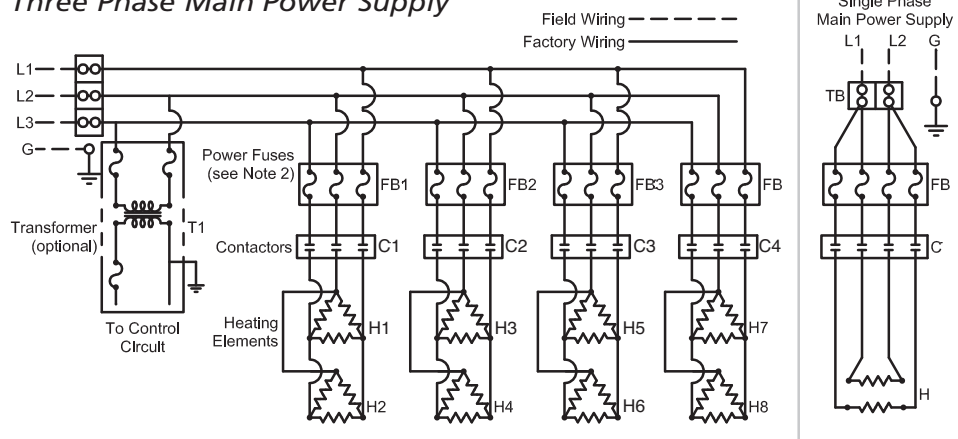 Three Phase Main Power Supply
Field Wiring
Factory Wiring
L1
L2
L3
G
Power Fuses
(see Note 2)
FB1
FB2
FB3
FB
Transformer
(optional)
T1
Contactors
C1
C2
C3
C4
To Control
CIrcuit
Heating
Elements
H1
H3
H5
H7
H2
H4
H6
H8
Single Phase
Main Power Supply
L1 L2 G
TB
FB
C
H